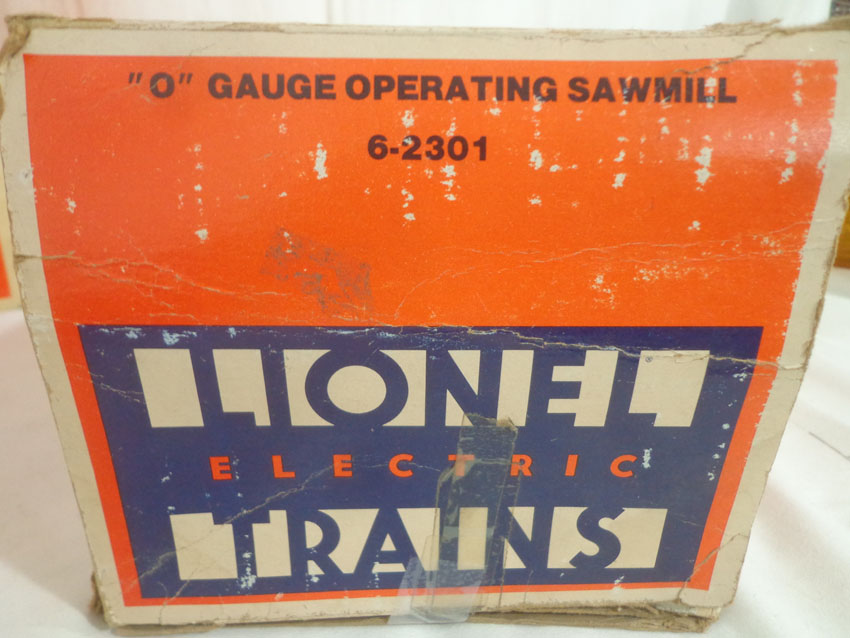 "O" GAUGE OPERATING SAWMILL
6-2301
LIONEL
ELECTRIC
TRAINS